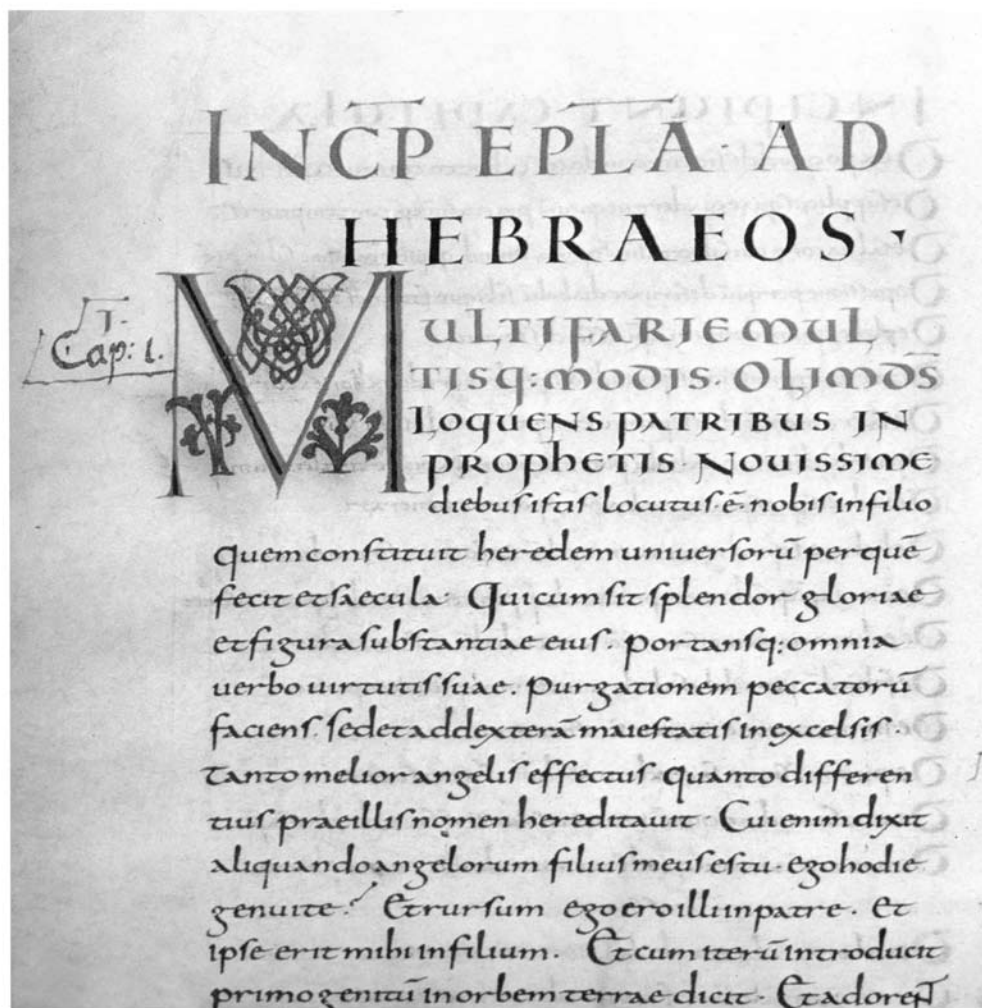 INCP EPLĀ · AD
HEBRAEOS ·
1.
Cap: 1.
MULTIFARIE MUL
TISQ: MODIS OLIM DS̄
LOQUENS PATRIBUS IN
PROPHETIS NOUISSIME
diebus istis locutus · ē · nobis in filio
quem constituit heredem uniuersorū per quē
fecit et saecula · Qui cum sit splendor gloriae
et figura substantiae eius · portansq: omnia
uerbo uirtutis suae · purgationem peccatorū
faciens · sedet ad dexterā maiestatis in excelsis ·
tanto melior angelis effectus quanto differen
tius prae illis nomen hereditauit · Cui enim dixit
aliquando angelorum filius meus es tu · ego hodie
genui te · Et rursum ego ero illi in patrē · Et
ipse erit mihi in filium · Et cum iterū introducit
primogenitū in orbem terrae dicit · Et adorent